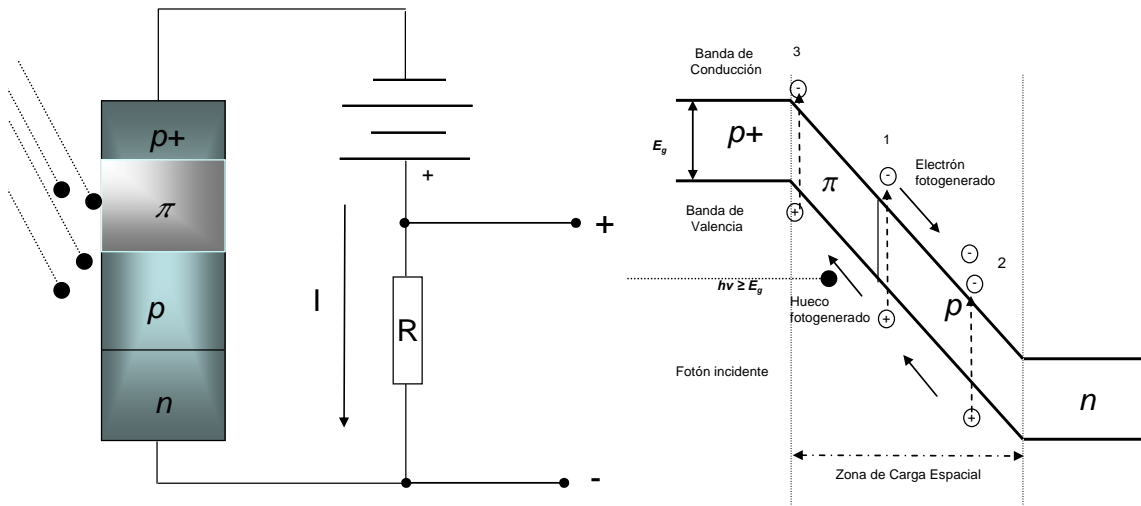 p+
π
p
n
+
I
R
+
-
Banda de
Conducción
3
-
E_g
p+
1
-
Electrón
fotogenerado
π
+
Banda de
Valencia
-
2
-
hν ≥ E_g
Hueco
fotogenerado
+
p
Fotón incidente
+
n
Zona de Carga Espacial